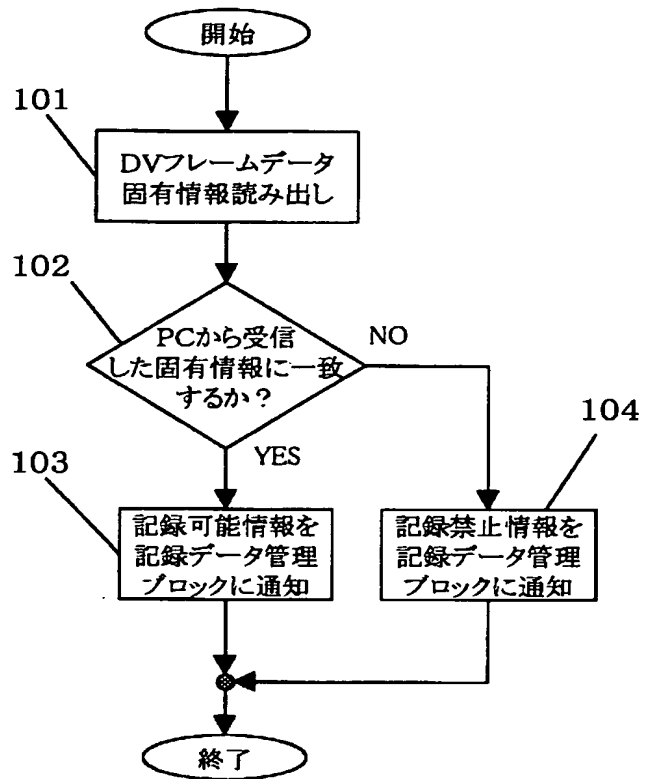 開始
101
DVフレームデータ
固有情報読み出し
102
PCから受信
した固有情報に一致
するか？
NO
YES
103
記録可能情報を
記録データ管理
ブロックに通知
104
記録禁止情報を
記録データ管理
ブロックに通知
終了